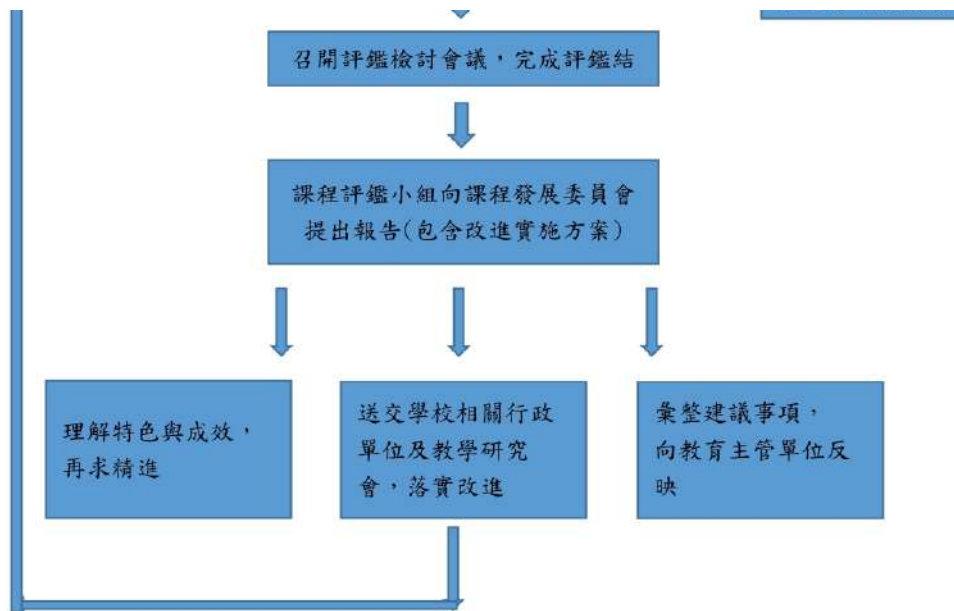 召開評鑑檢討會議，完成評鑑結
課程評鑑小組向課程發展委員會
提出報告(包含改進實施方案)
理解特色與成效，
再求精進
送交學校相關行政
單位及教學研究
會，落實改進
彙整建議事項，
向教育主管單位反
映